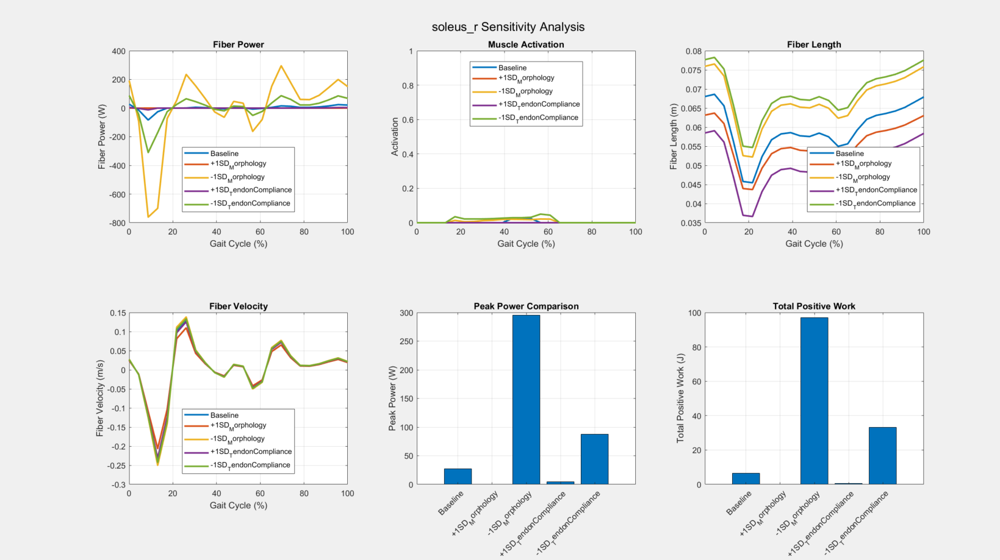 soleus_r Sensitivity Analysis
Fiber Power
Fiber Power (W)
400
200
0
-200
-400
-600
-800
0 20 40 60 80 100
Gait Cycle (%)
Baseline
+1SD_Morphology
-1SD_Morphology
+1SD_TendonCompliance
-1SD_TendonCompliance
Muscle Activation
Activation
1
0.8
0.6
0.4
0.2
0
0 20 40 60 80 100
Gait Cycle (%)
Baseline
+1SD_Morphology
-1SD_Morphology
+1SD_TendonCompliance
-1SD_TendonCompliance
Fiber Length
Fiber Length (m)
0.08
0.075
0.07
0.065
0.06
0.055
0.05
0.045
0.04
0.035
0 20 40 60 80 100
Gait Cycle (%)
Baseline
+1SD_Morphology
-1SD_Morphology
+1SD_TendonCompliance
-1SD_TendonCompliance
Fiber Velocity
Fiber Velocity (m/s)
0.15
0.1
0.05
0
-0.05
-0.1
-0.15
-0.2
-0.25
-0.3
0 20 40 60 80 100
Gait Cycle (%)
Baseline
+1SD_Morphology
-1SD_Morphology
+1SD_TendonCompliance
-1SD_TendonCompliance
Peak Power Comparison
Peak Power (W)
300
250
200
150
100
50
0
Baseline
+1SD_Morphology
-1SD_Morphology
+1SD_TendonCompliance
-1SD_TendonCompliance
Total Positive Work
Total Positive Work (J)
100
80
60
40
20
0
Baseline
+1SD_Morphology
-1SD_Morphology
+1SD_TendonCompliance
-1SD_TendonCompliance